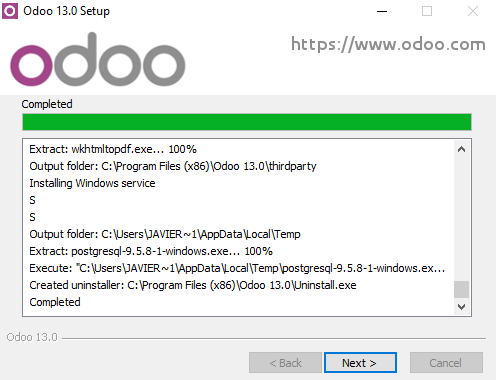 Odoo 13.0 Setup
odoo
https://www.odoo.com
Completed
Extract: wkhtmltopdf.exe... 100%
Output folder: C:\Program Files (x86)\Odoo 13.0\thirdparty
Installing Windows service
S
S
Output folder: C:\Users\JAVIER~1\AppData\Local\Temp
Extract: postgresql-9.5.8-1-windows.exe... 100%
Execute: "C:\Users\JAVIER~1\AppData\Local\Temp\postgresql-9.5.8-1-windows.ex...
Created uninstaller: C:\Program Files (x86)\Odoo 13.0\Uninstall.exe
Completed
Odoo 13.0
< Back
Next >
Cancel